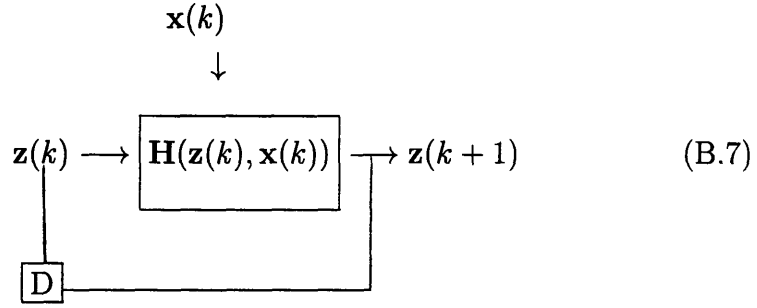 x(k)
↓
z(k) → H(z(k), x(k)) → z(k + 1) (B.7)
D